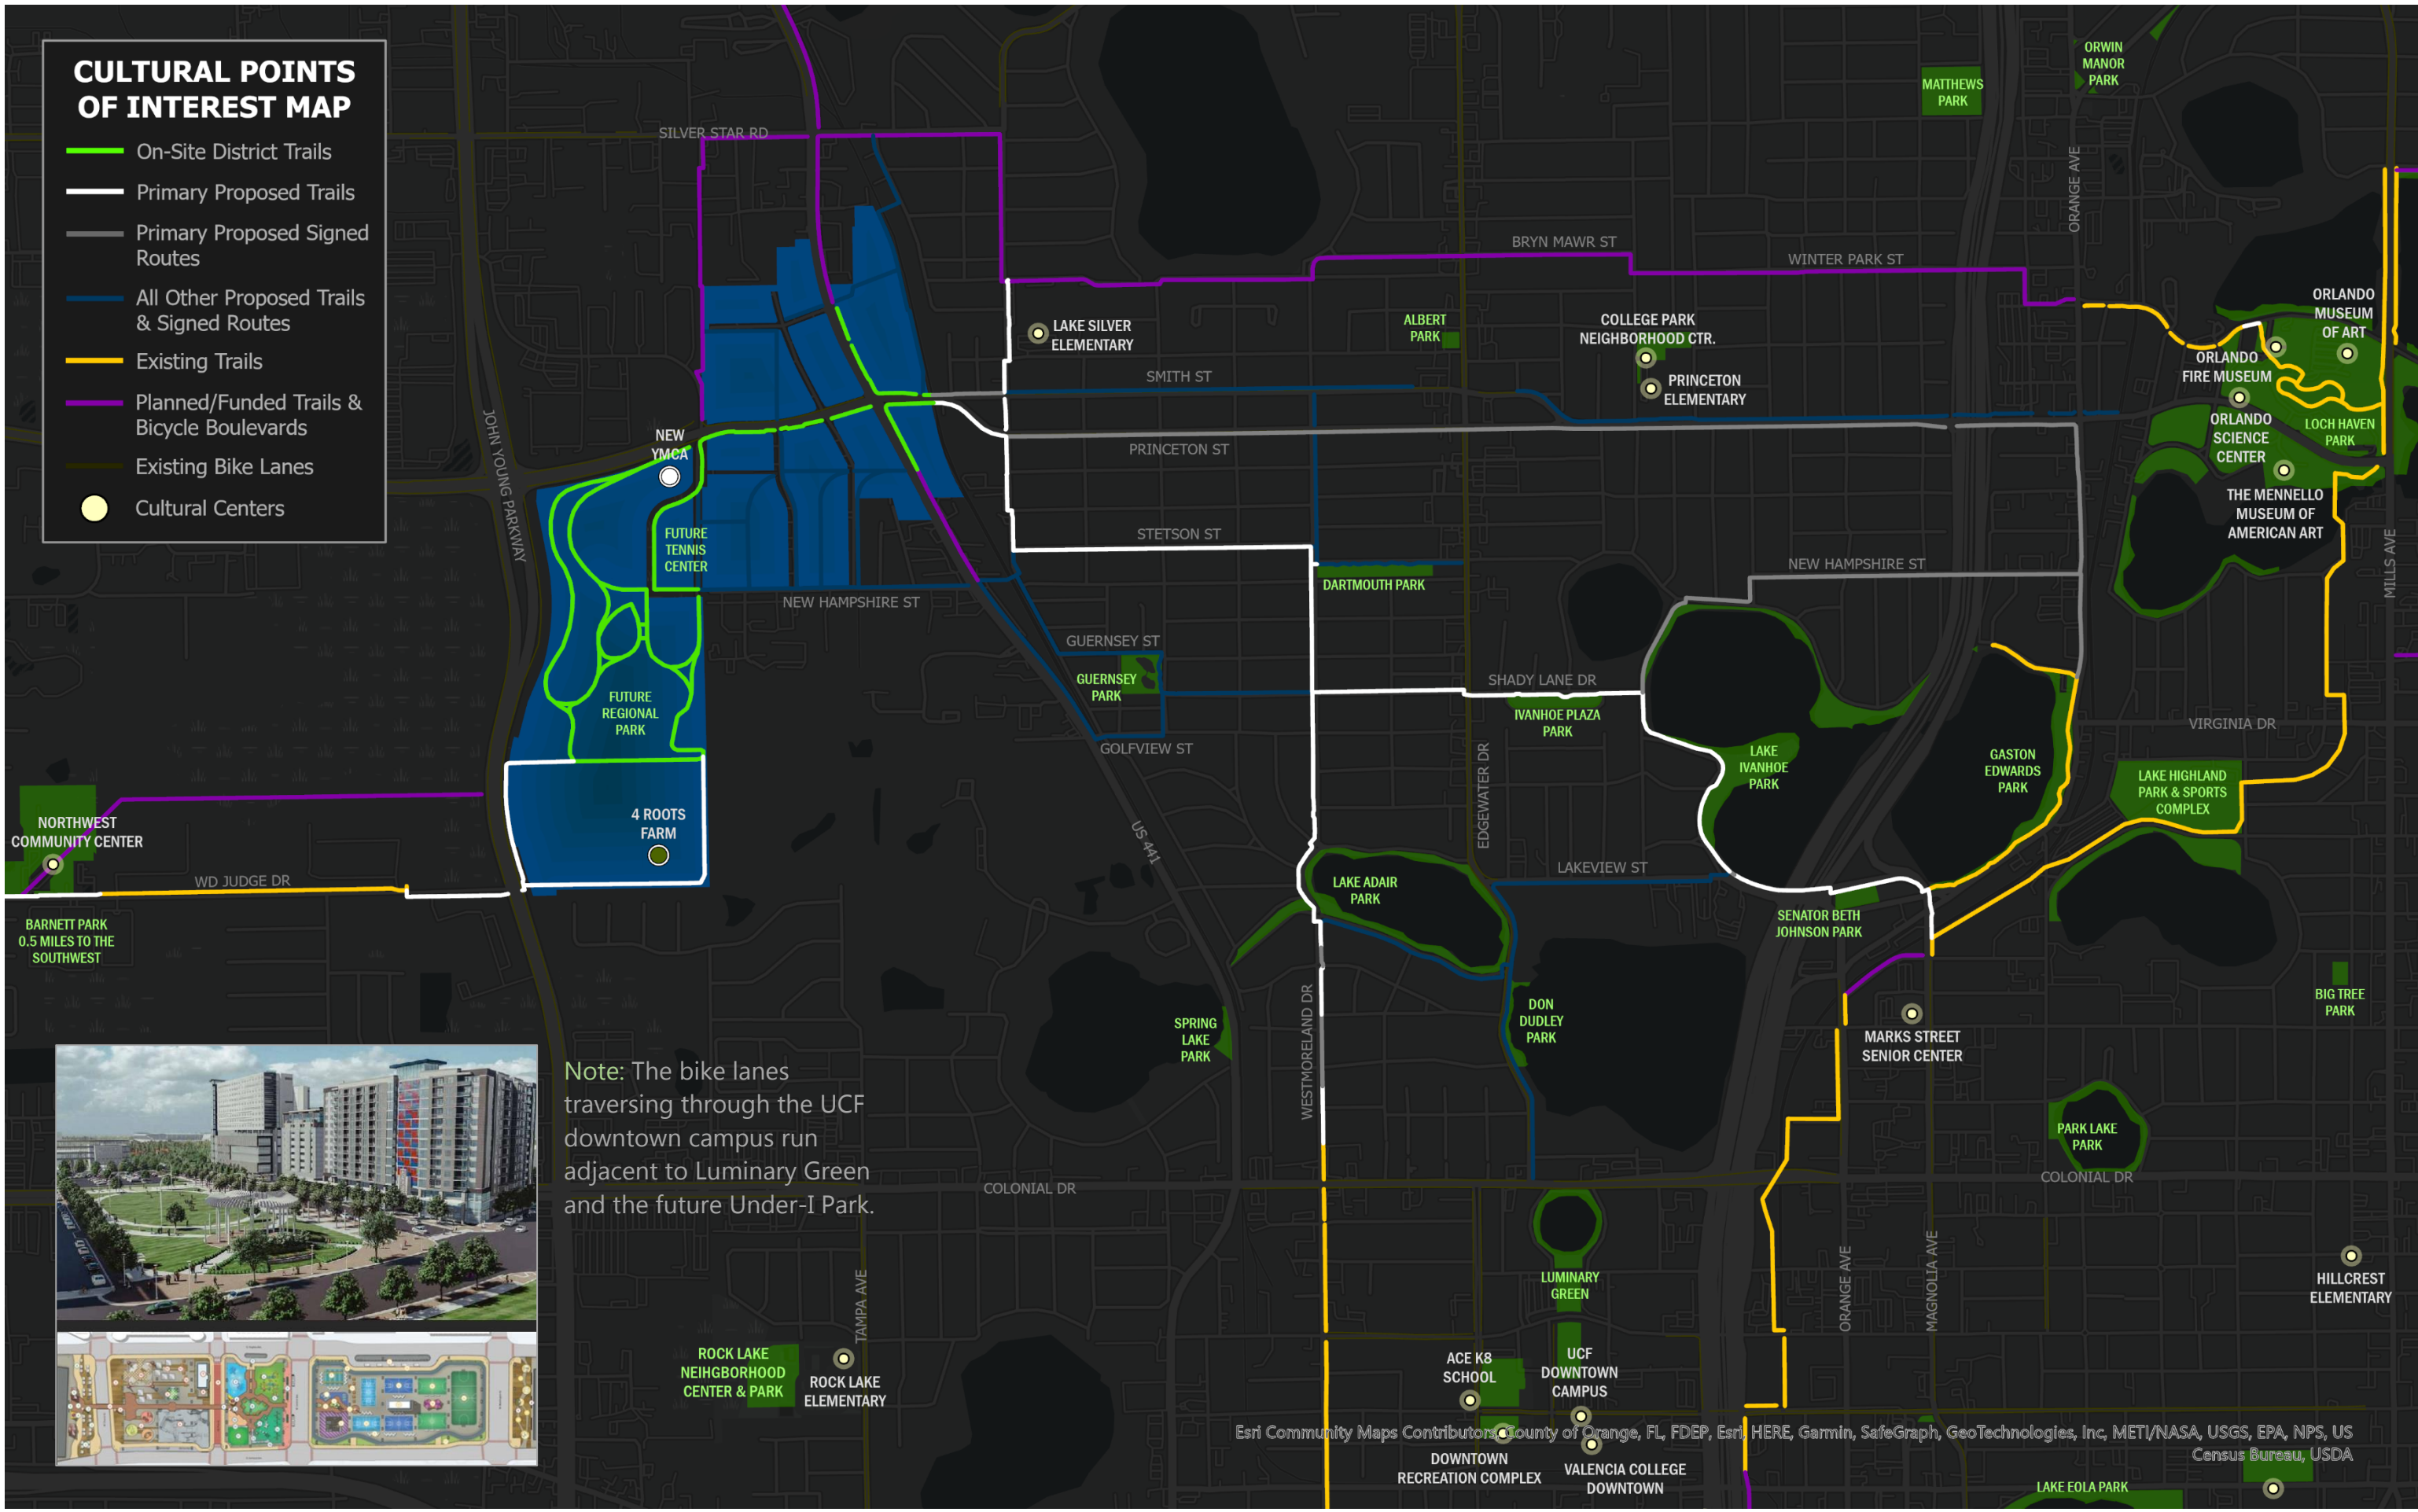 CULTURAL POINTS
OF INTEREST MAP
On-Site District Trails
Primary Proposed Trails
Primary Proposed Signed
Routes
All Other Proposed Trails
& Signed Routes
Existing Trails
Planned/Funded Trails &
Bicycle Boulevards
Existing Bike Lanes
Cultural Centers
SILVER STAR RD
JOHN YOUNG PARKWAY
NEW
YMCA
FUTURE
TENNIS
CENTER
NEW HAMPSHIRE ST
FUTURE
REGIONAL
PARK
4 ROOTS
FARM
NORTHWEST
COMMUNITY CENTER
WD JUDGE DR
BARNETT PARK
0.5 MILES TO THE
SOUTHWEST
LAKE SILVER
ELEMENTARY
SMITH ST
PRINCETON ST
STETSON ST
GUERNSEY ST
GUERNSEY
PARK
GOLFVIEW ST
US 441
BRYN MAWR ST
WINTER PARK ST
ALBERT
PARK
COLLEGE PARK
NEIGHBORHOOD CTR.
PRINCETON
ELEMENTARY
DARTMOUTH PARK
NEW HAMPSHIRE ST
SHADY LANE DR
IVANHOE PLAZA
PARK
EDGEWATER DR
LAKE
IVANHOE
PARK
GASTON
EDWARDS
PARK
LAKEVIEW ST
LAKE ADAIR
PARK
SENATOR BETH
JOHNSON PARK
MATTHEWS
PARK
ORWIN
MANOR
PARK
ORANGE AVE
ORLANDO
MUSEUM
OF ART
ORLANDO
FIRE MUSEUM
ORLANDO
SCIENCE
CENTER
LOCH HAVEN
PARK
THE MENNELLO
MUSEUM OF
AMERICAN ART
MILLS AVE
VIRGINIA DR
LAKE HIGHLAND
PARK & SPORTS
COMPLEX
BIG TREE
PARK
SPRING
LAKE
PARK
WESTMORELAND DR
DON
DUDLEY
PARK
MARKS STREET
SENIOR CENTER
PARK LAKE
PARK
COLONIAL DR
COLONIAL DR
Note: The bike lanes
traversing through the UCF
downtown campus run
adjacent to Luminary Green
and the future Under-I Park.
TAMPA AVE
ROCK LAKE
NEIHGBORHOOD
CENTER & PARK
ROCK LAKE
ELEMENTARY
LUMINARY
GREEN
ORANGE AVE
MAGNOLIA AVE
HILLCREST
ELEMENTARY
ACE K8
SCHOOL
UCF
DOWNTOWN
CAMPUS
DOWNTOWN
RECREATION COMPLEX
VALENCIA COLLEGE
DOWNTOWN
LAKE EOLA PARK
Esri Community Maps Contributors, County of Orange, FL, FDEP, Esri, HERE, Garmin, SafeGraph, GeoTechnologies, Inc, METI/NASA, USGS, EPA, NPS, US
Census Bureau, USDA